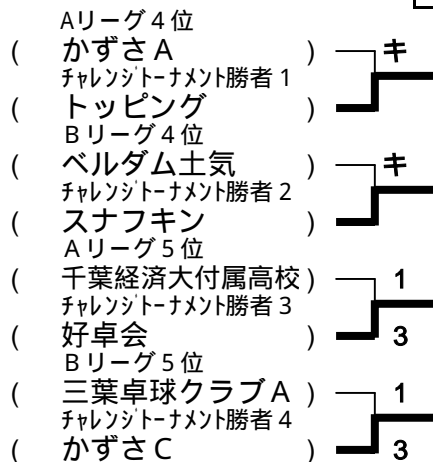 Aリーグ４位
( かずさＡ ) キ
ﾁｬﾚﾝｼﾞﾄｰﾅﾒﾝﾄ勝者１
( トッピング )
Ｂリーグ４位
( ベルダム土気 ) キ
ﾁｬﾚﾝｼﾞﾄｰﾅﾒﾝﾄ勝者２
( スナフキン )
Ａリーグ５位
( 千葉経済大付属高校 ) 1
ﾁｬﾚﾝｼﾞﾄｰﾅﾒﾝﾄ勝者３
( 好卓会 ) 3
Ｂリーグ５位
( 三葉卓球クラブＡ ) 1
ﾁｬﾚﾝｼﾞﾄｰﾅﾒﾝﾄ勝者４
( かずさＣ ) 3